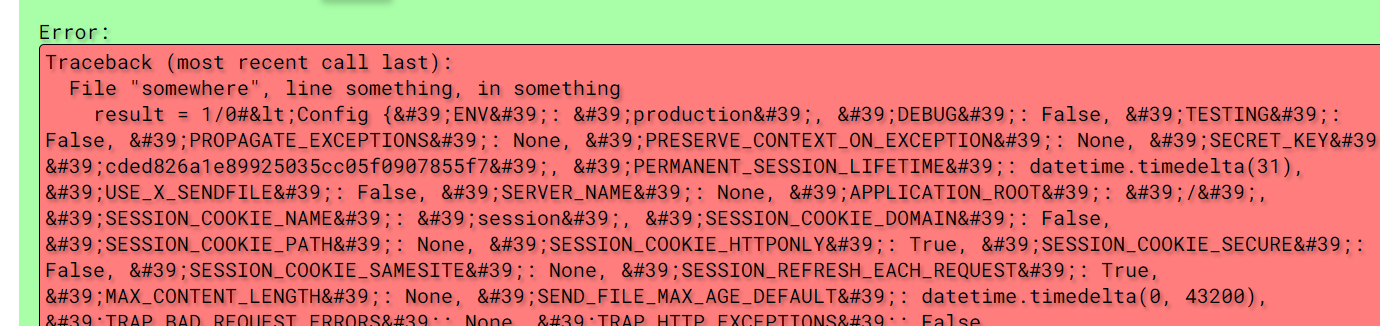 Error:
Traceback (most recent call last):
  File "somewhere", line something, in something
    result = 1/0#&lt;Config {&#39;ENV&#39;: &#39;production&#39;, &#39;DEBUG&#39;: False, &#39;TESTING&#39;:
False, &#39;PROPAGATE_EXCEPTIONS&#39;: None, &#39;PRESERVE_CONTEXT_ON_EXCEPTION&#39;: None, &#39;SECRET_KEY&#39
&#39;cded826a1e89925035cc05f0907855f7&#39;, &#39;PERMANENT_SESSION_LIFETIME&#39;: datetime.timedelta(31),
&#39;USE_X_SENDFILE&#39;: False, &#39;SERVER_NAME&#39;: None, &#39;APPLICATION_ROOT&#39;: &#39;/&#39;,
&#39;SESSION_COOKIE_NAME&#39;: &#39;session&#39;, &#39;SESSION_COOKIE_DOMAIN&#39;: False,
&#39;SESSION_COOKIE_PATH&#39;: None, &#39;SESSION_COOKIE_HTTPONLY&#39;: True, &#39;SESSION_COOKIE_SECURE&#39;:
False, &#39;SESSION_COOKIE_SAMESITE&#39;: None, &#39;SESSION_REFRESH_EACH_REQUEST&#39;: True,
&#39;MAX_CONTENT_LENGTH&#39;: None, &#39;SEND_FILE_MAX_AGE_DEFAULT&#39;: datetime.timedelta(0, 43200),
&#39;TRAP_BAD_REQUEST_ERRORS&#39;: None, &#39;TRAP_HTTP_EXCEPTIONS&#39;: False